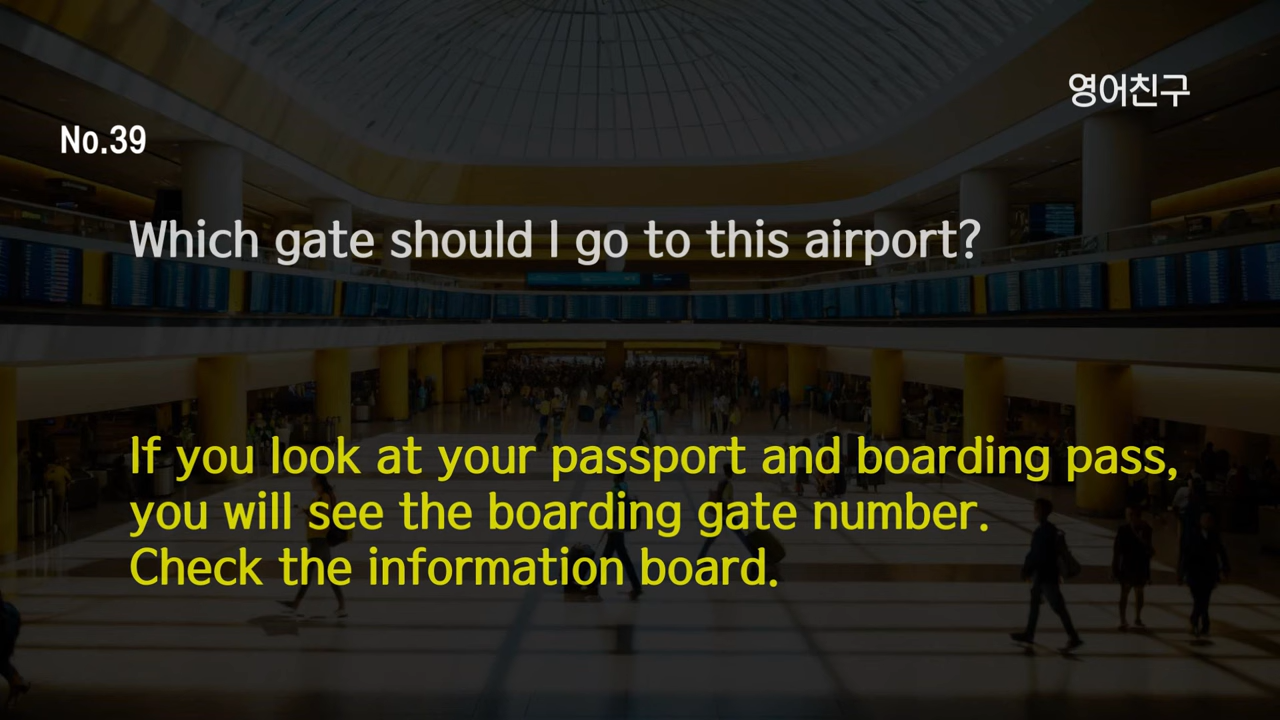 영어친구
No.39
Which gate should I go to this airport?
If you look at your passport and boarding pass,
you will see the boarding gate number.
Check the information board.